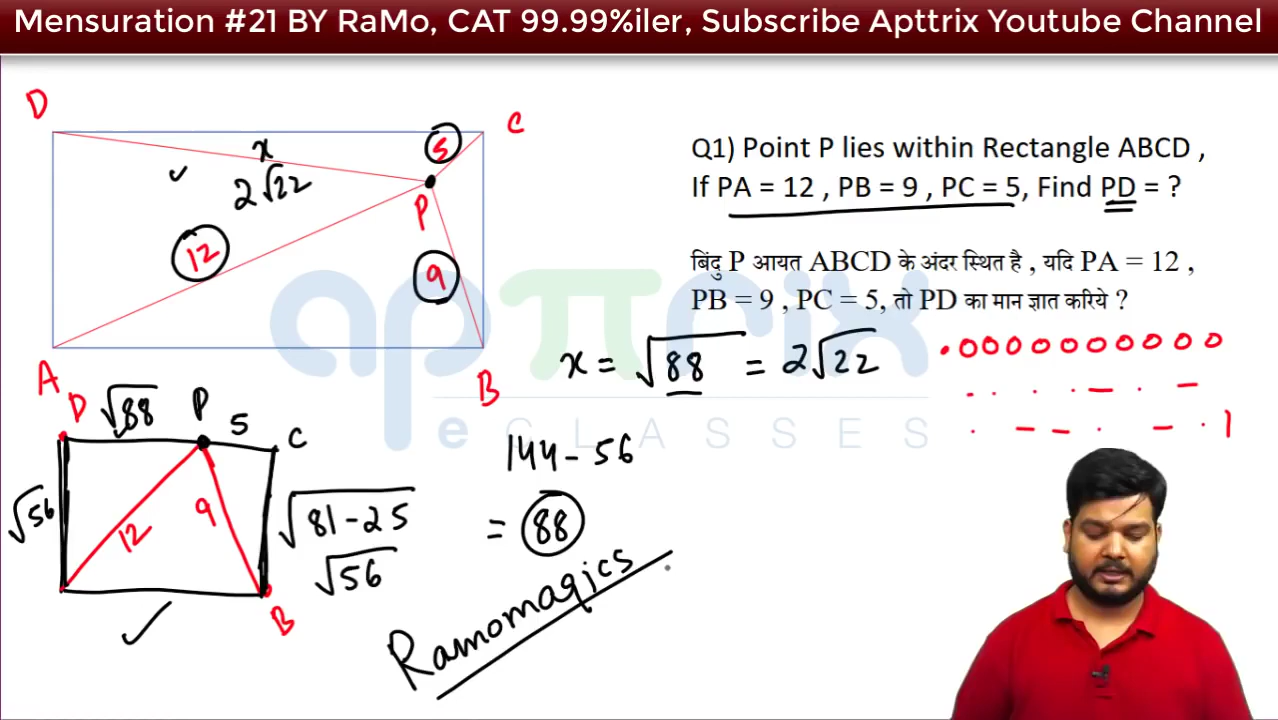 Mensuration #21 BY RaMo, CAT 99.99%iler, Subscribe Apttrix Youtube Channel
D
C
x
5
2√22
P
12
9
A
B
Q1) Point P lies within Rectangle ABCD ,
If PA = 12 , PB = 9 , PC = 5, Find PD = ?
बिंदु P आयत ABCD के अंदर स्थित है , यदि PA = 12 ,
PB = 9 , PC = 5, तो PD का मान ज्ञात करिये ?
apπrix
e CLASSES
x = √88 = 2√22
D √88 P 5 C
√56
12
9
√81-25
√56
B
144-56
= 88
Ramomagics